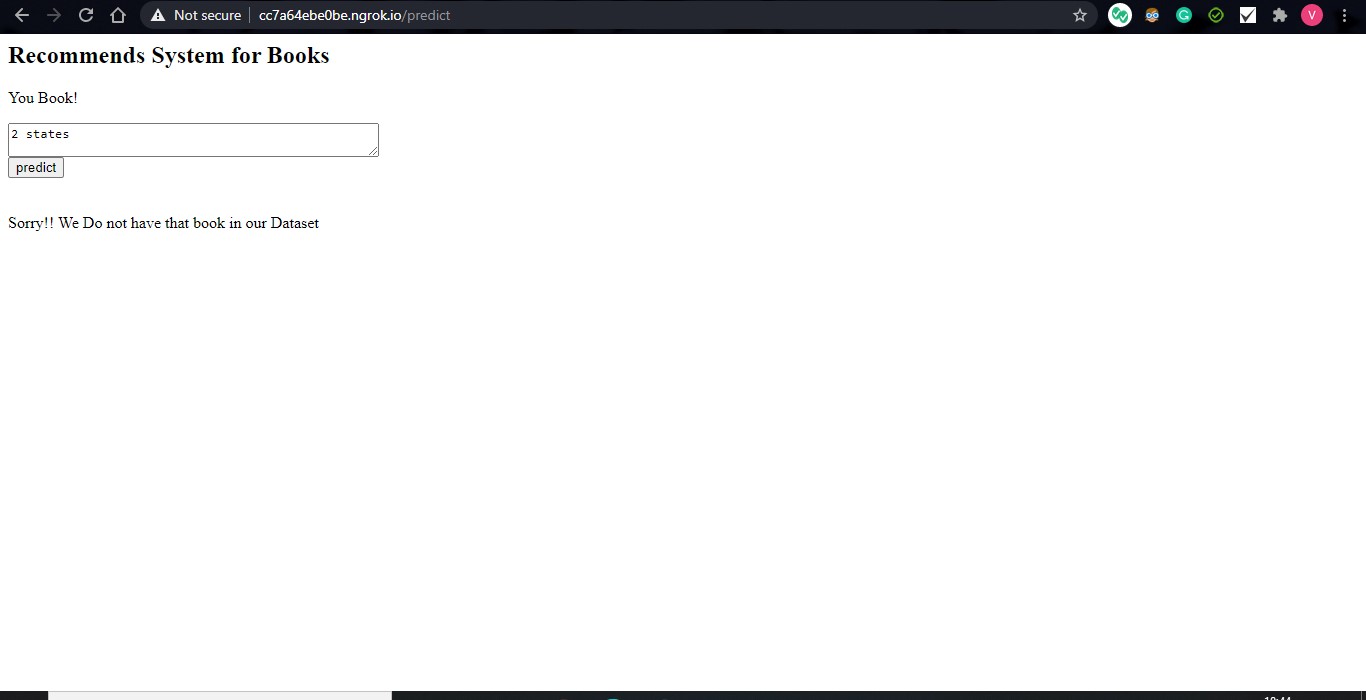 Not secure cc7a64ebe0be.ngrok.io/predict V
Recommends System for Books
You Book!
2 states
predict
Sorry!! We Do not have that book in our Dataset